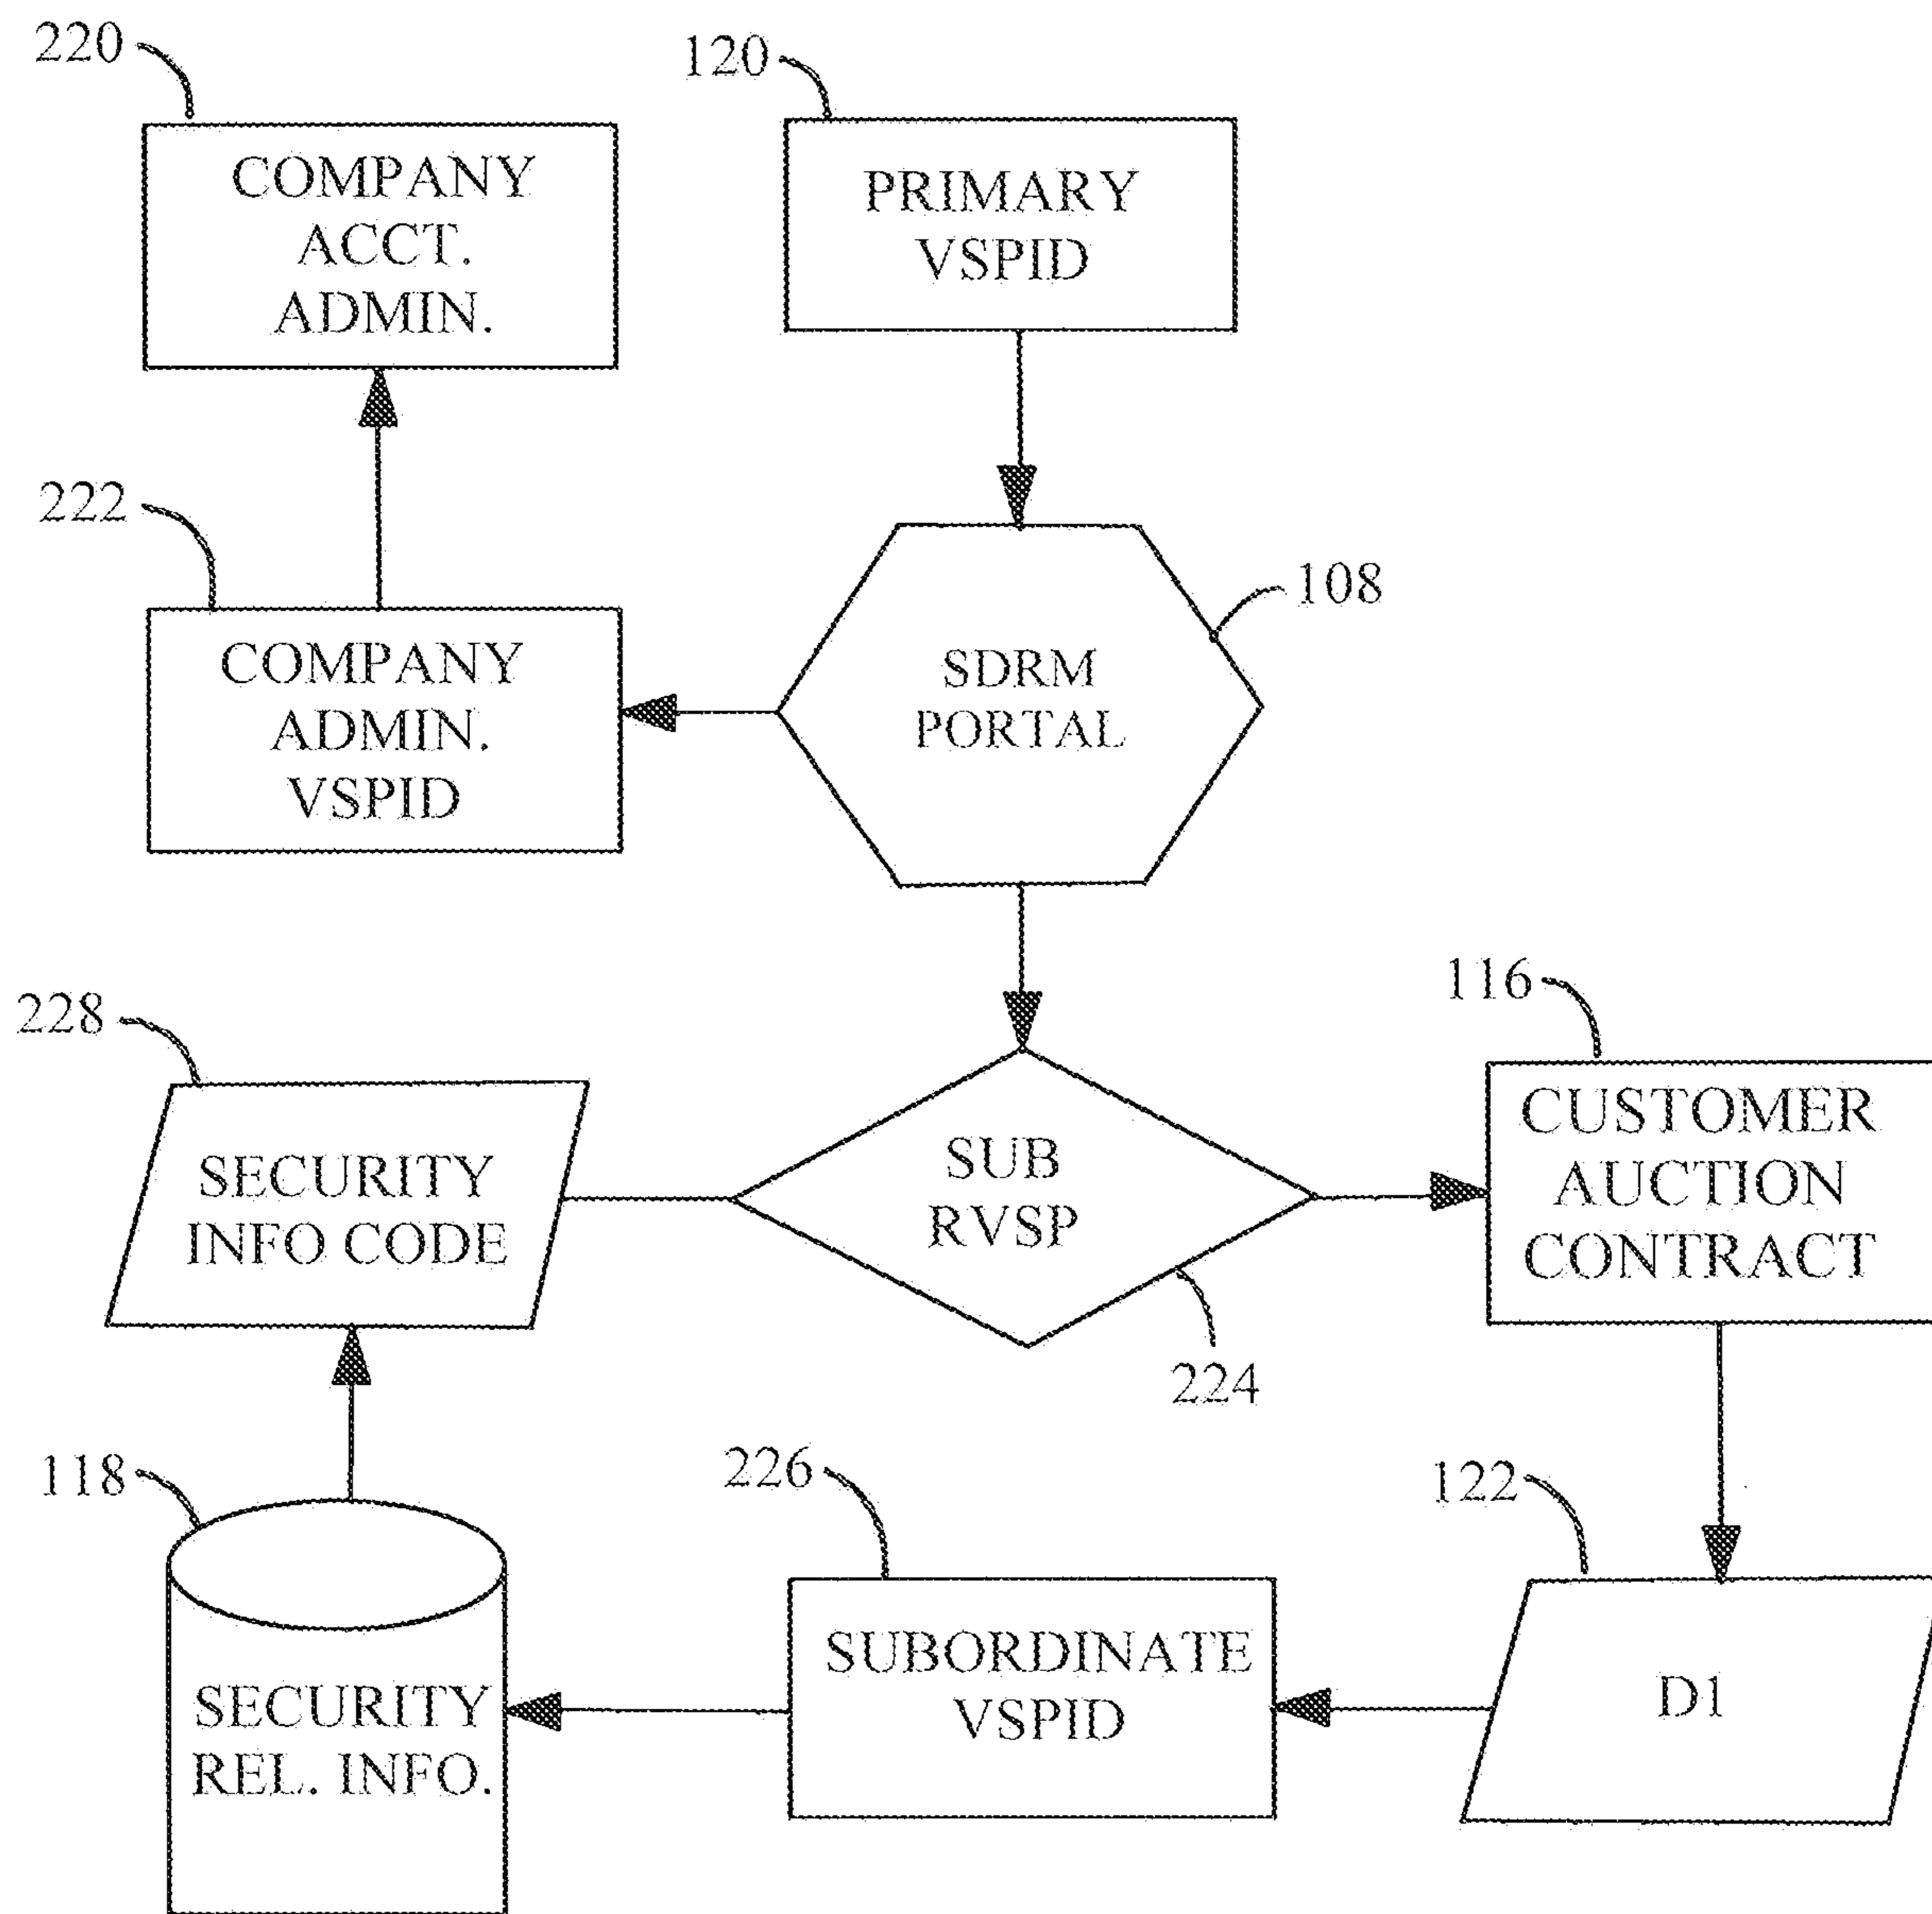 220
120
COMPANY
ACCT.
ADMIN.
PRIMARY
VSPID
222
108
COMPANY
ADMIN.
VSPID
SDRM
PORTAL
228
116
SECURITY
INFO CODE
SUB
RVSP
CUSTOMER
AUCTION
CONTRACT
224
118
226
122
SECURITY
REL. INFO.
SUBORDINATE
VSPID
D1